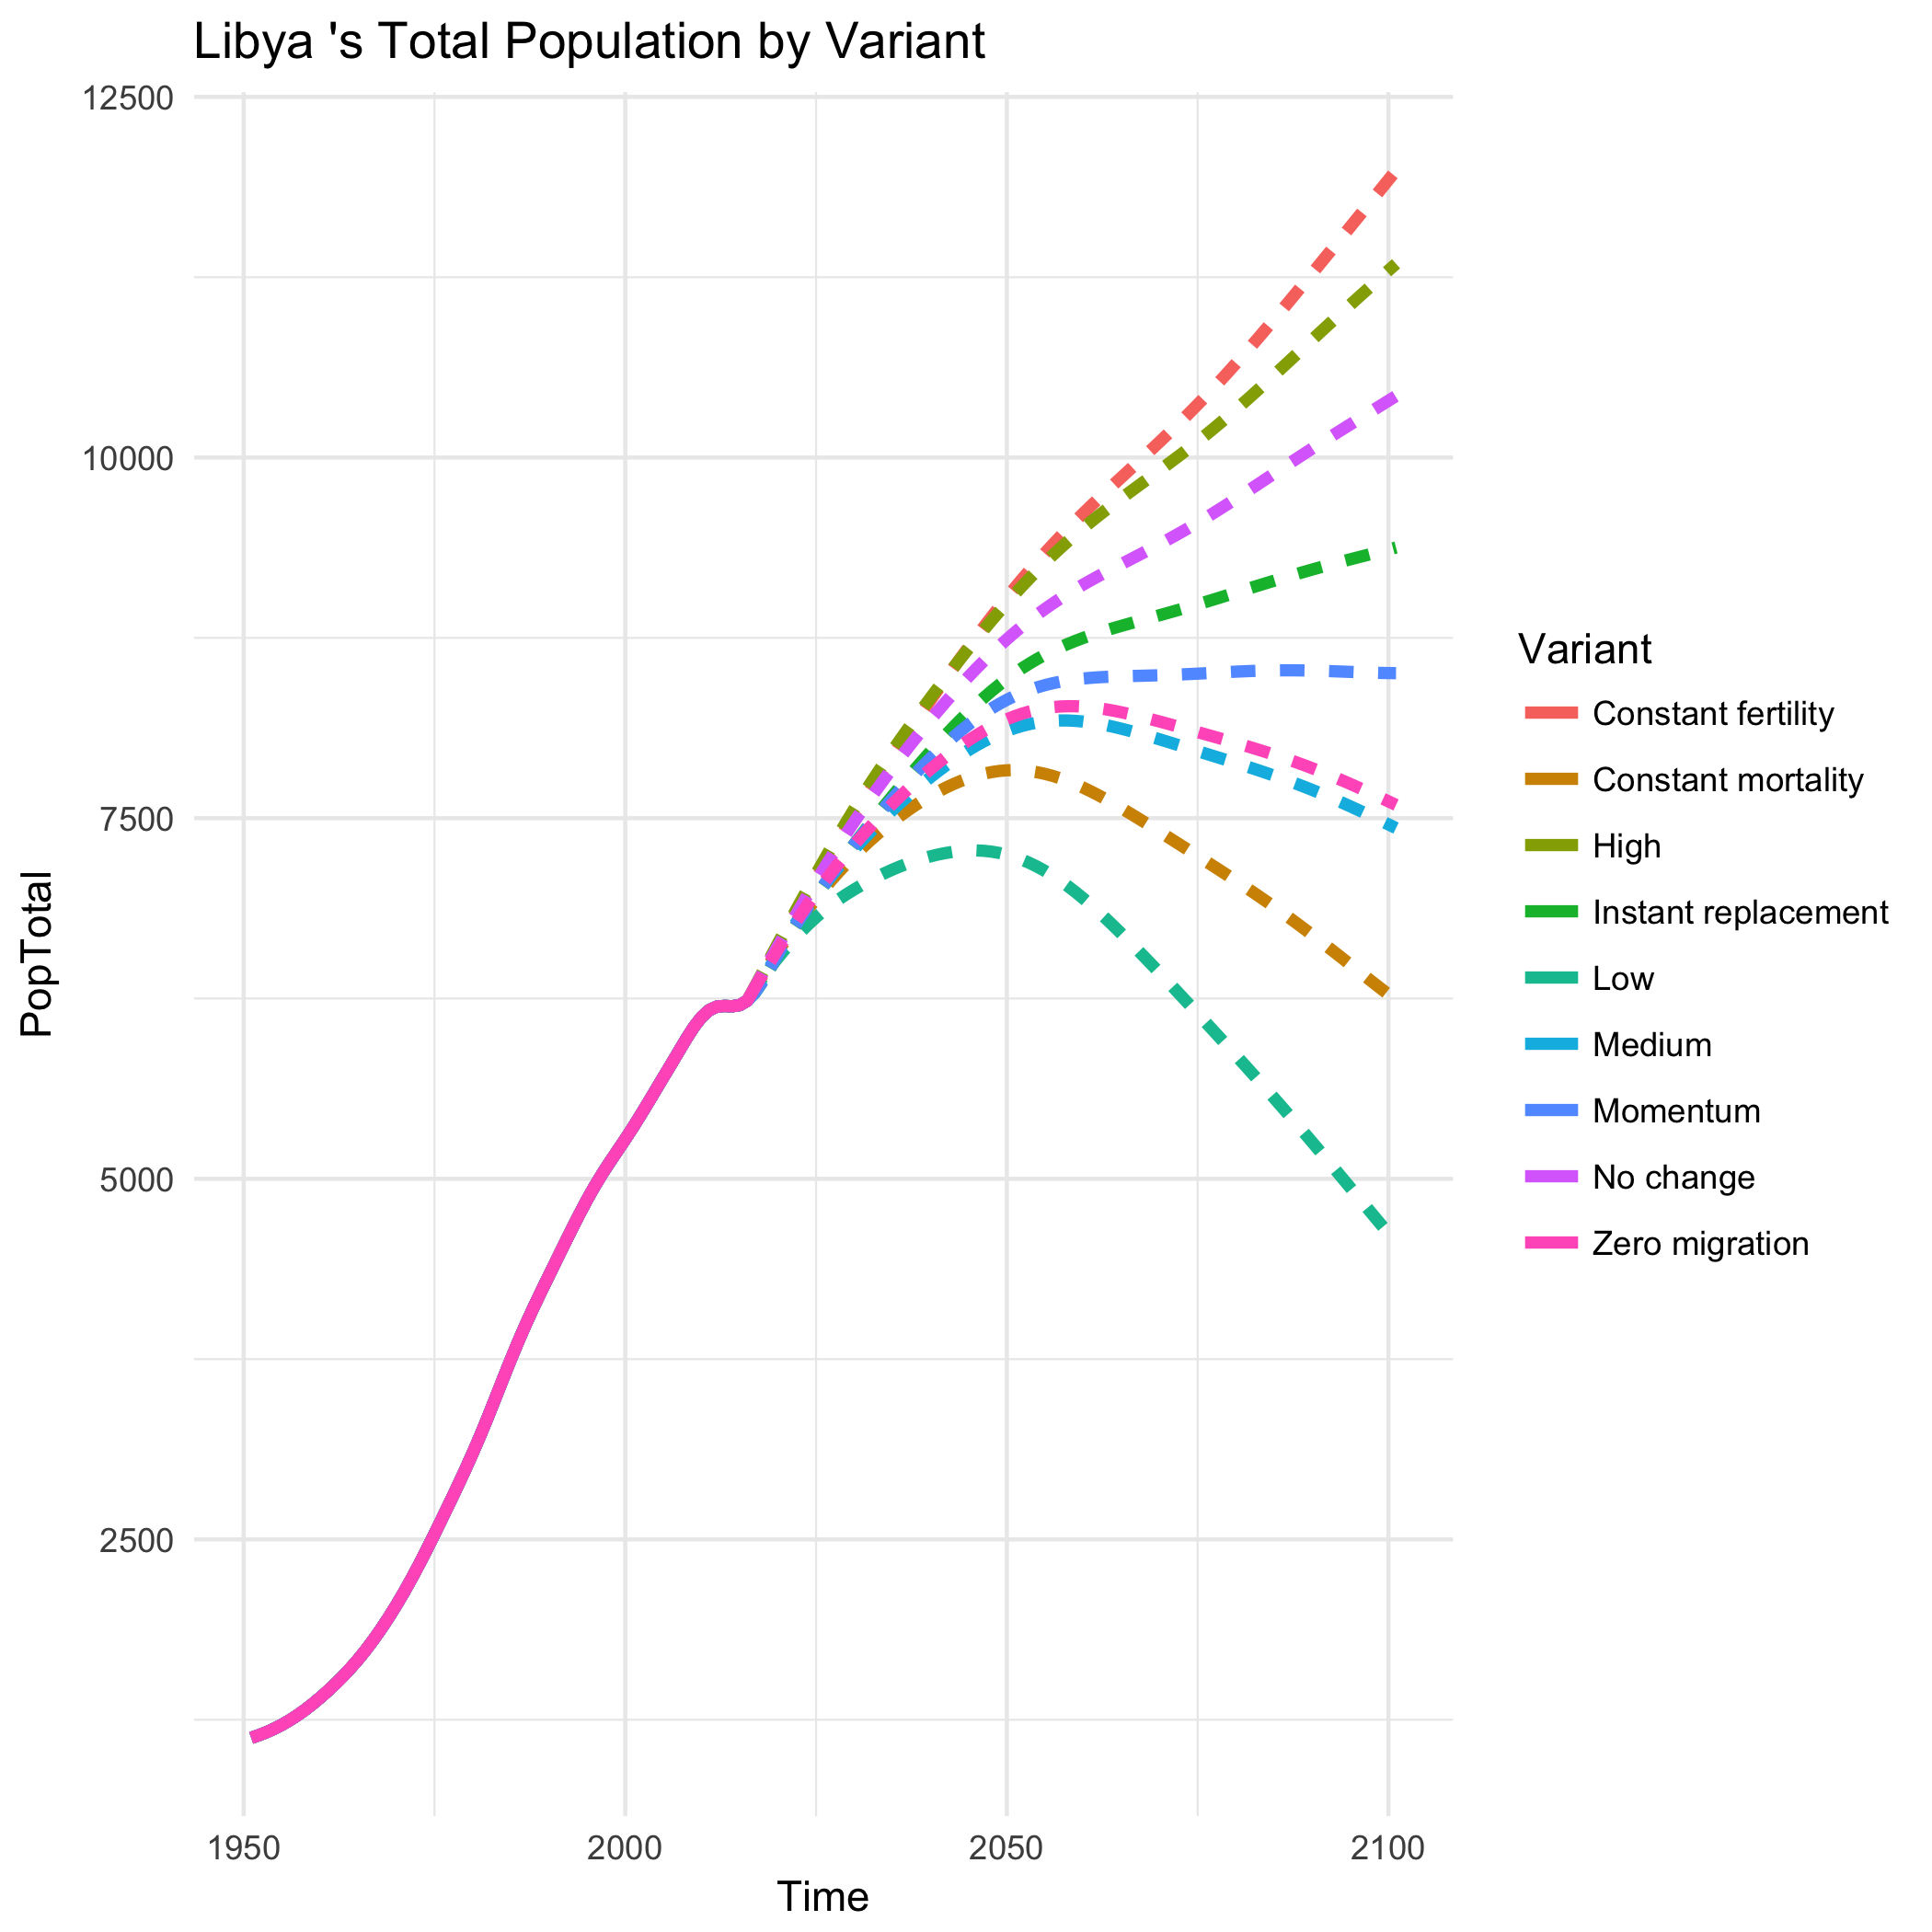 Libya 's Total Population by Variant
12500
10000
7500
5000
2500
PopTotal
1950
2000
2050
2100
Time
Variant
Constant fertility
Constant mortality
High
Instant replacement
Low
Medium
Momentum
No change
Zero migration